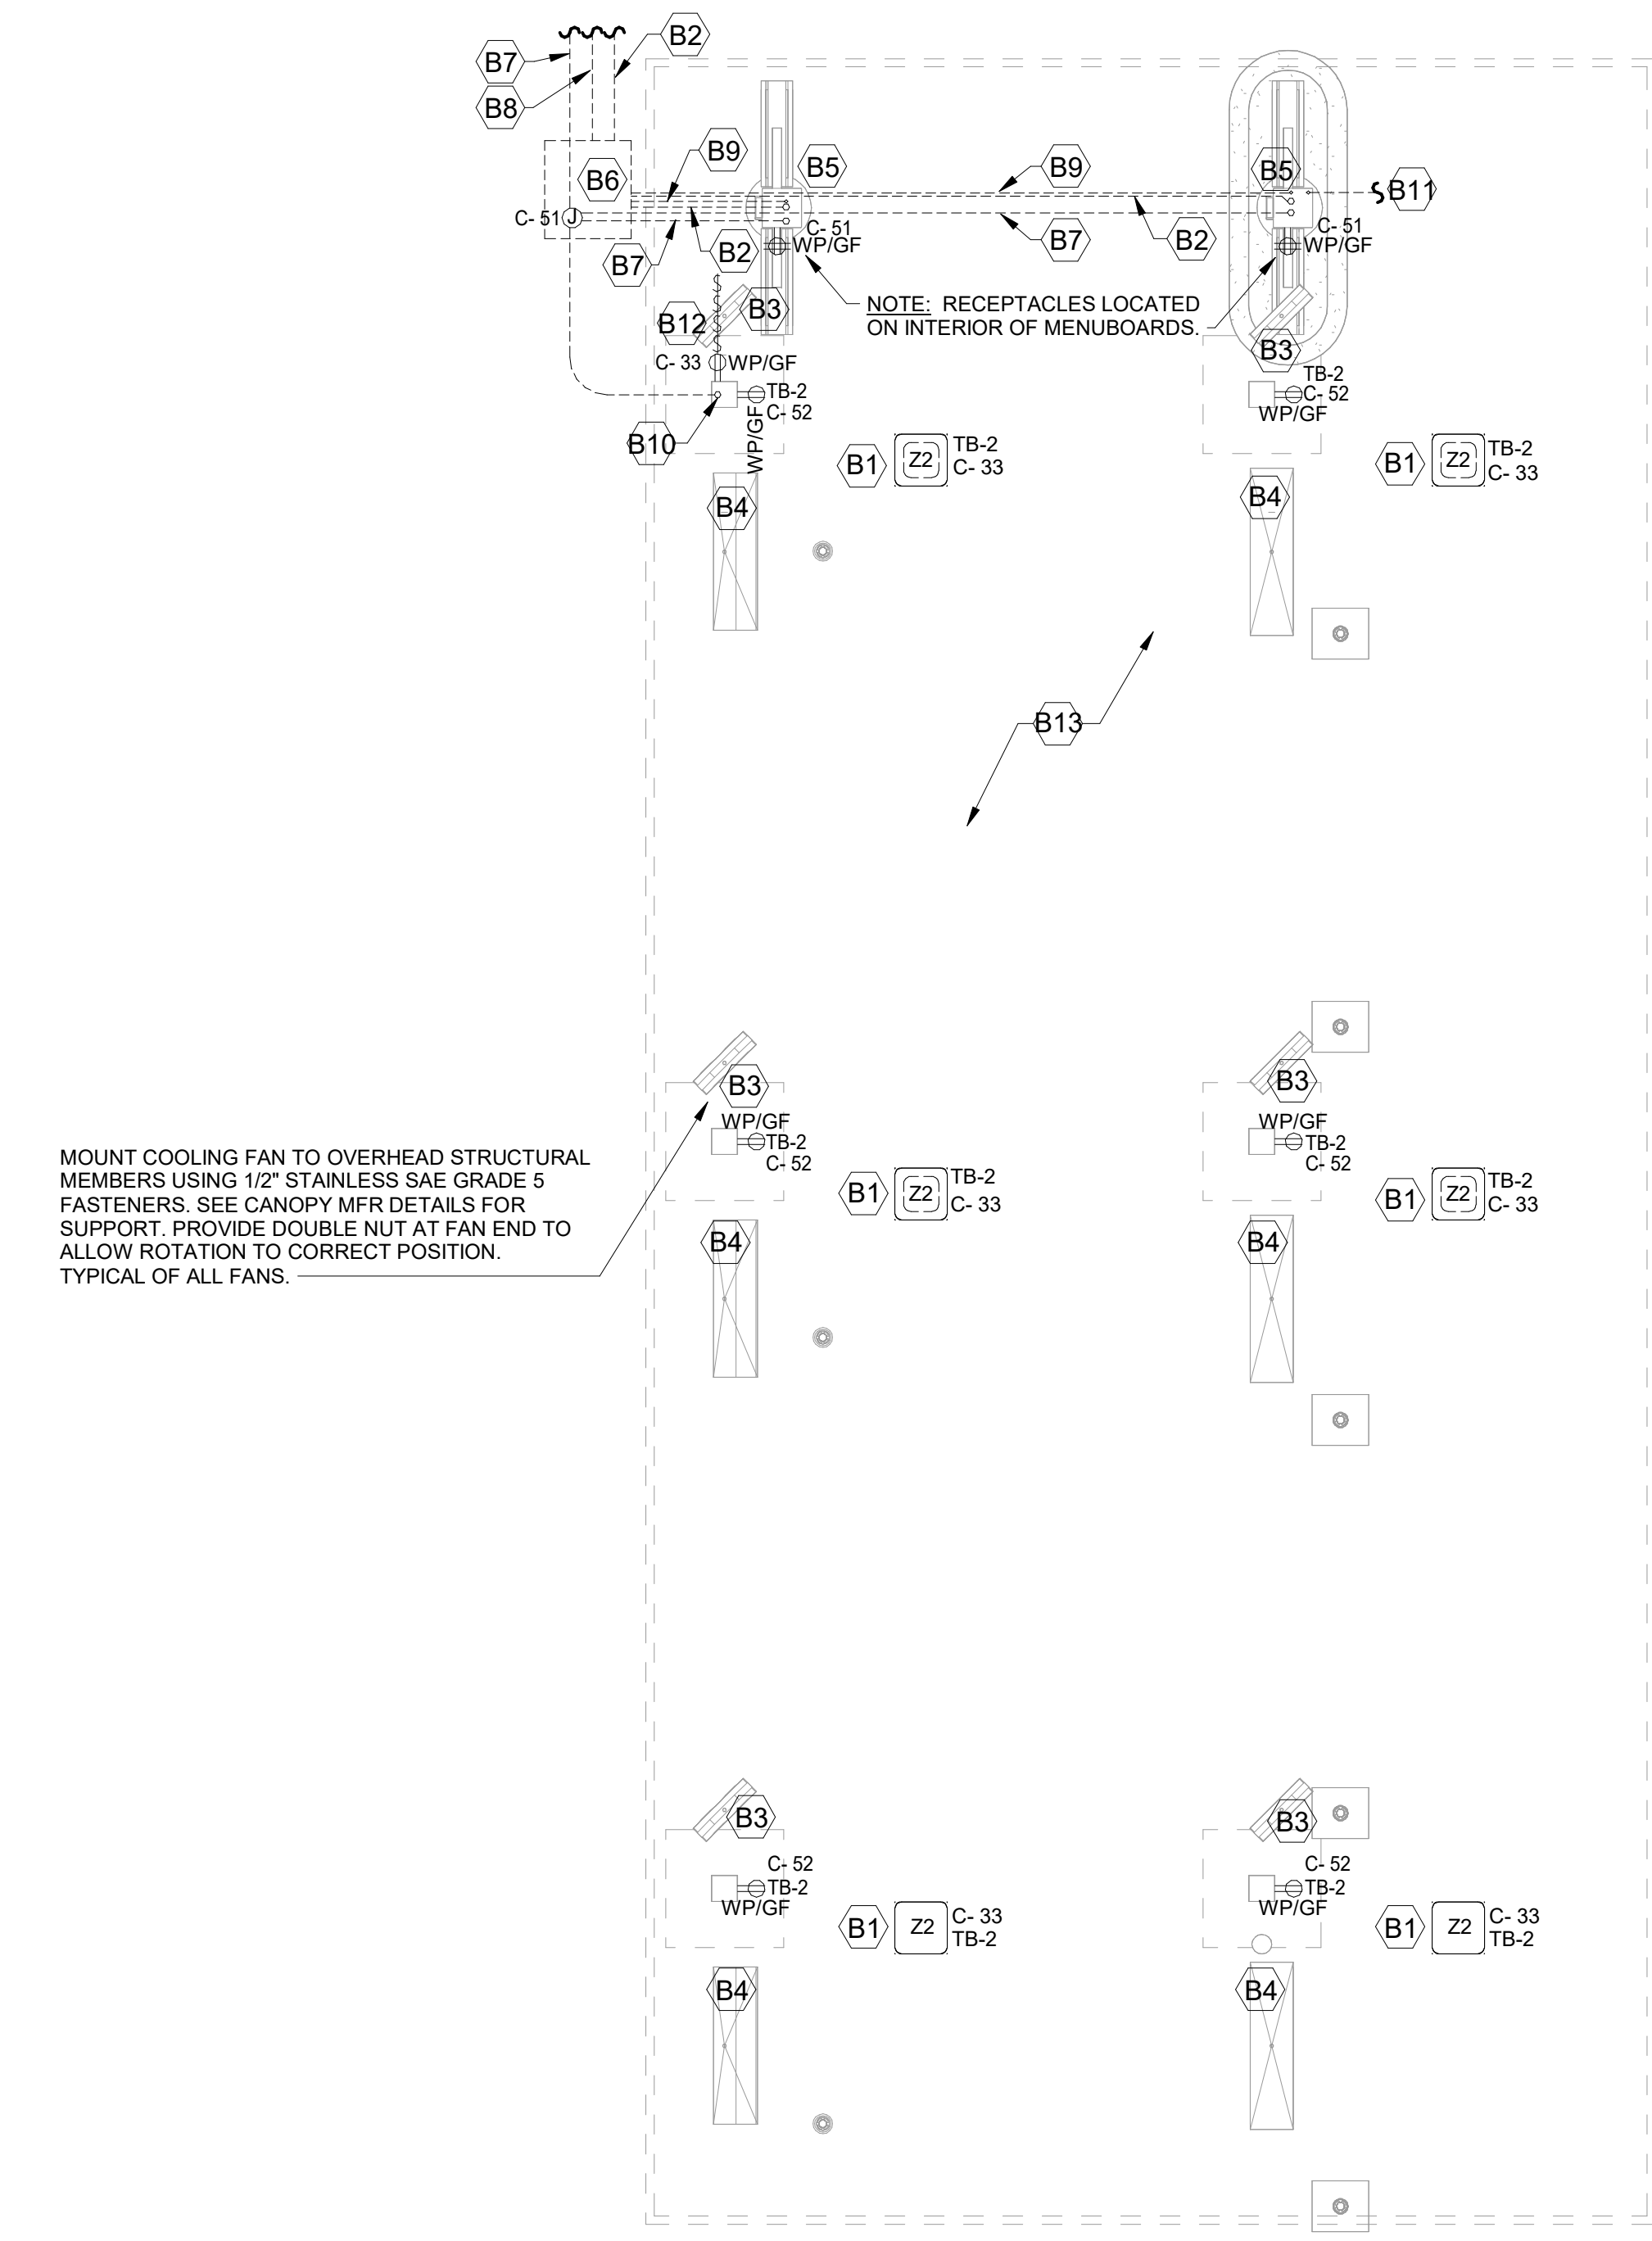 B2
B7
B8
B9
B5
B9
B5
B6
B11
C- 51
J
C- 51
WP/GF
C- 51
WP/GF
B7
B2
B7
B2
NOTE: RECEPTACLES LOCATED
ON INTERIOR OF MENUBOARDS.
B12
B3
B3
C- 33
WP/GF
TB-2
C- 52
WP/GF
TB-2
C- 52
WP/GF
B10
B1
Z2
TB-2
C- 33
B1
Z2
TB-2
C- 33
B4
B4
B13
B3
B3
WP/GF
TB-2
C- 52
WP/GF
TB-2
C- 52
MOUNT COOLING FAN TO OVERHEAD STRUCTURAL
MEMBERS USING 1/2" STAINLESS SAE GRADE 5
FASTENERS. SEE CANOPY MFR DETAILS FOR
SUPPORT. PROVIDE DOUBLE NUT AT FAN END TO
ALLOW ROTATION TO CORRECT POSITION.
TYPICAL OF ALL FANS.
B1
Z2
TB-2
C- 33
B1
Z2
TB-2
C- 33
B4
B4
B3
B3
C- 52
TB-2
WP/GF
C- 52
TB-2
WP/GF
B1
Z2
C- 33
TB-2
B1
Z2
C- 33
TB-2
B4
B4